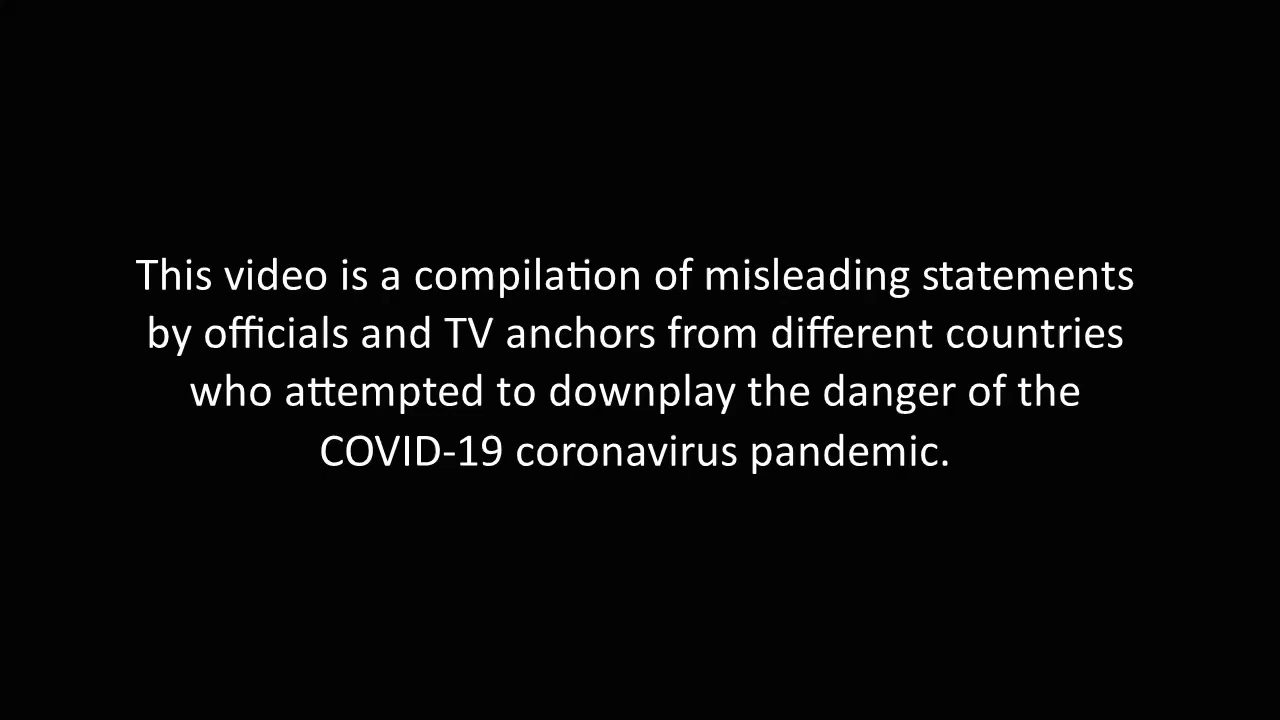 This video is a compilation of misleading statements
by officials and TV anchors from different countries
who attempted to downplay the danger of the
COVID-19 coronavirus pandemic.